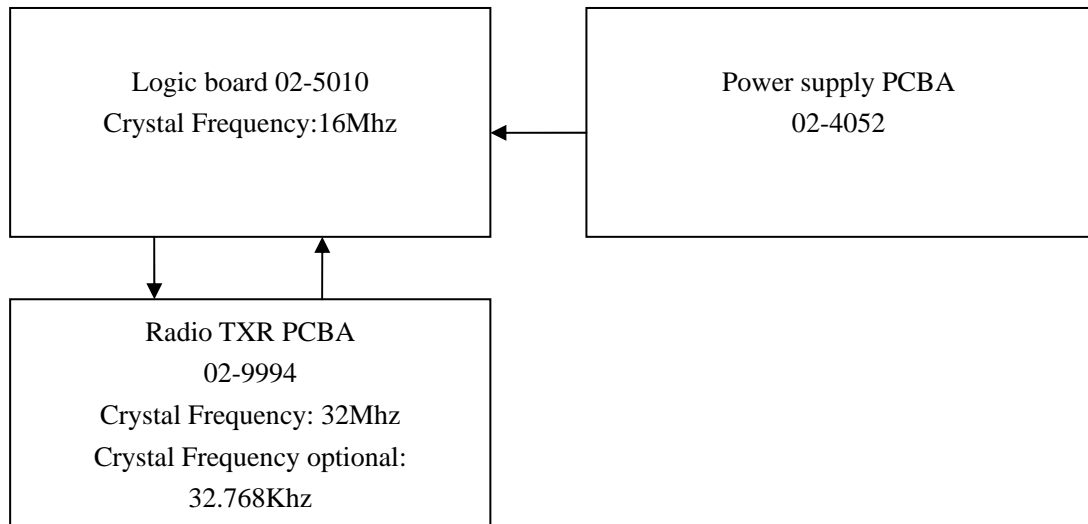 Logic board 02-5010
Crystal Frequency:16Mhz
Power supply PCBA
02-4052
Radio TXR PCBA
02-9994
Crystal Frequency: 32Mhz
Crystal Frequency optional:
32.768Khz